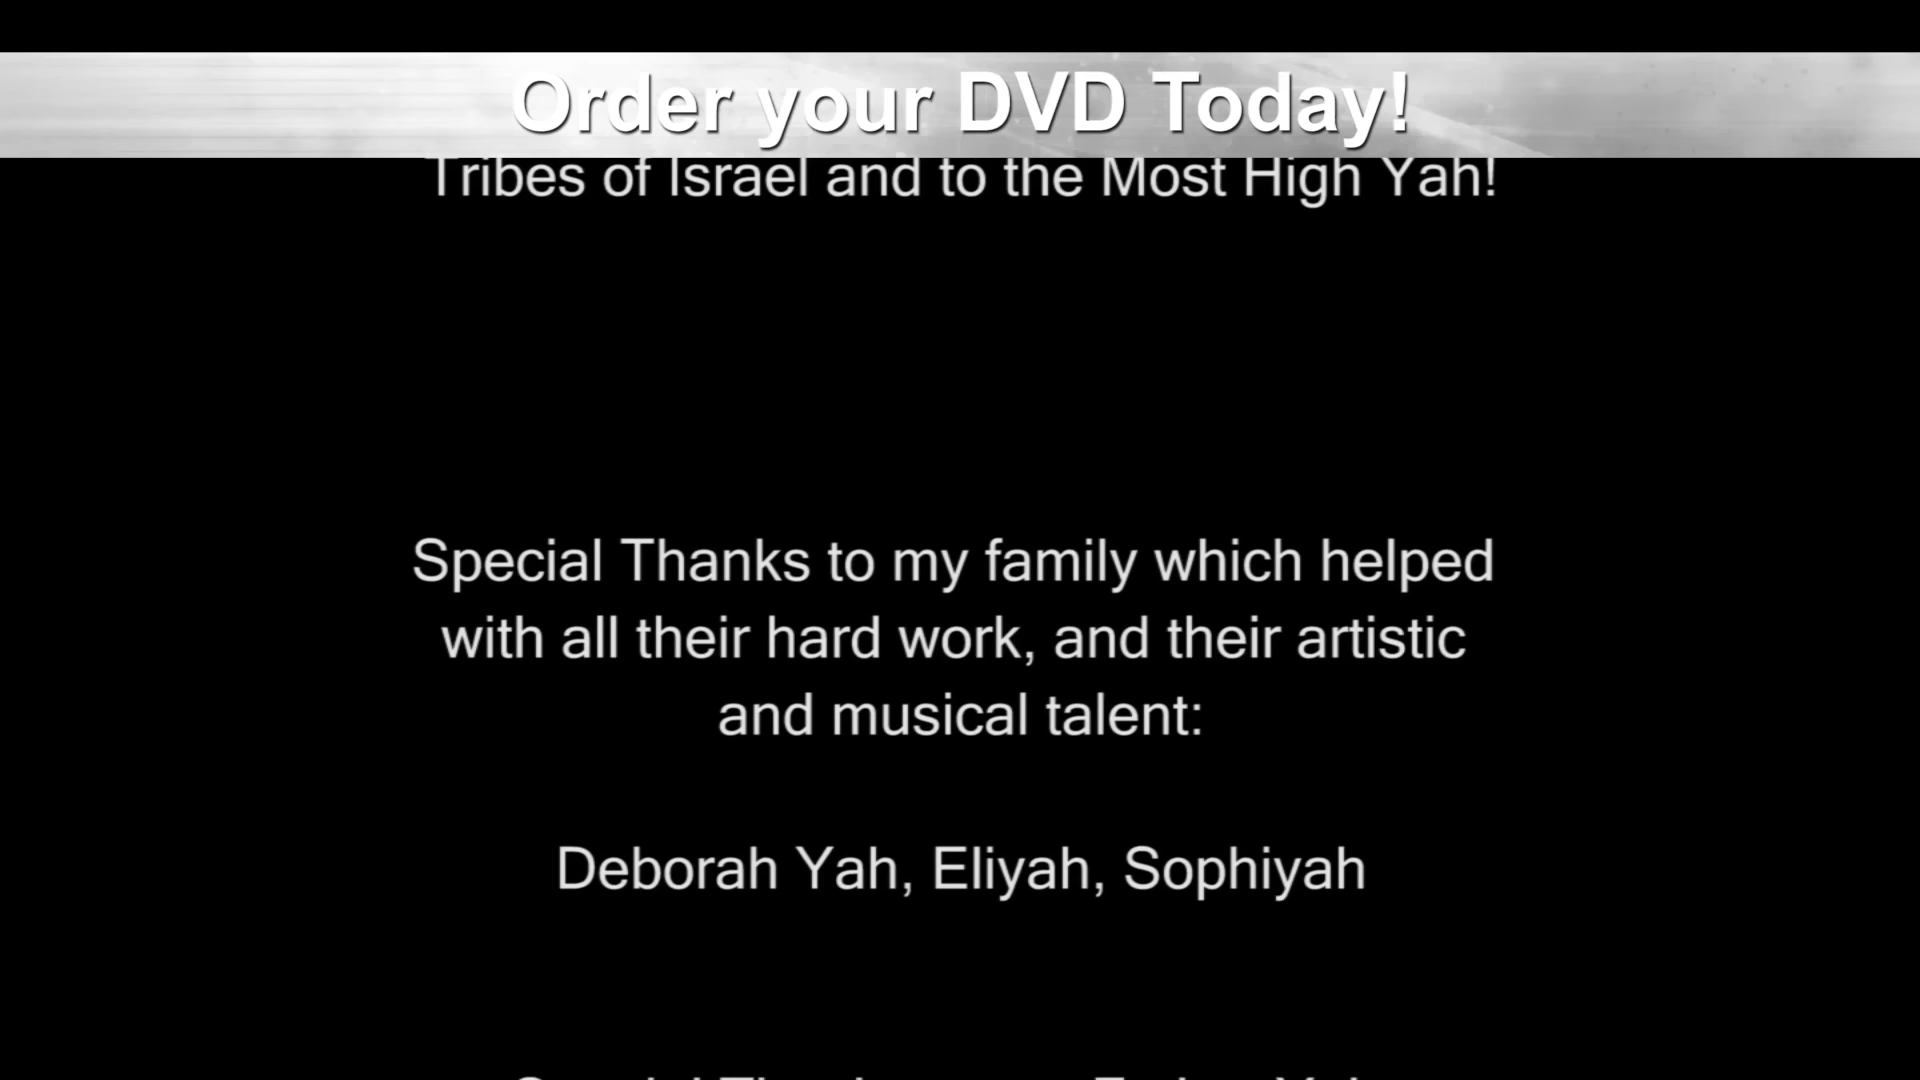 Order your DVD Today!
Tribes of Israel and to the Most High Yah!
Special Thanks to my family which helped
with all their hard work, and their artistic
and musical talent:
Deborah Yah, Eliyah, Sophiyah